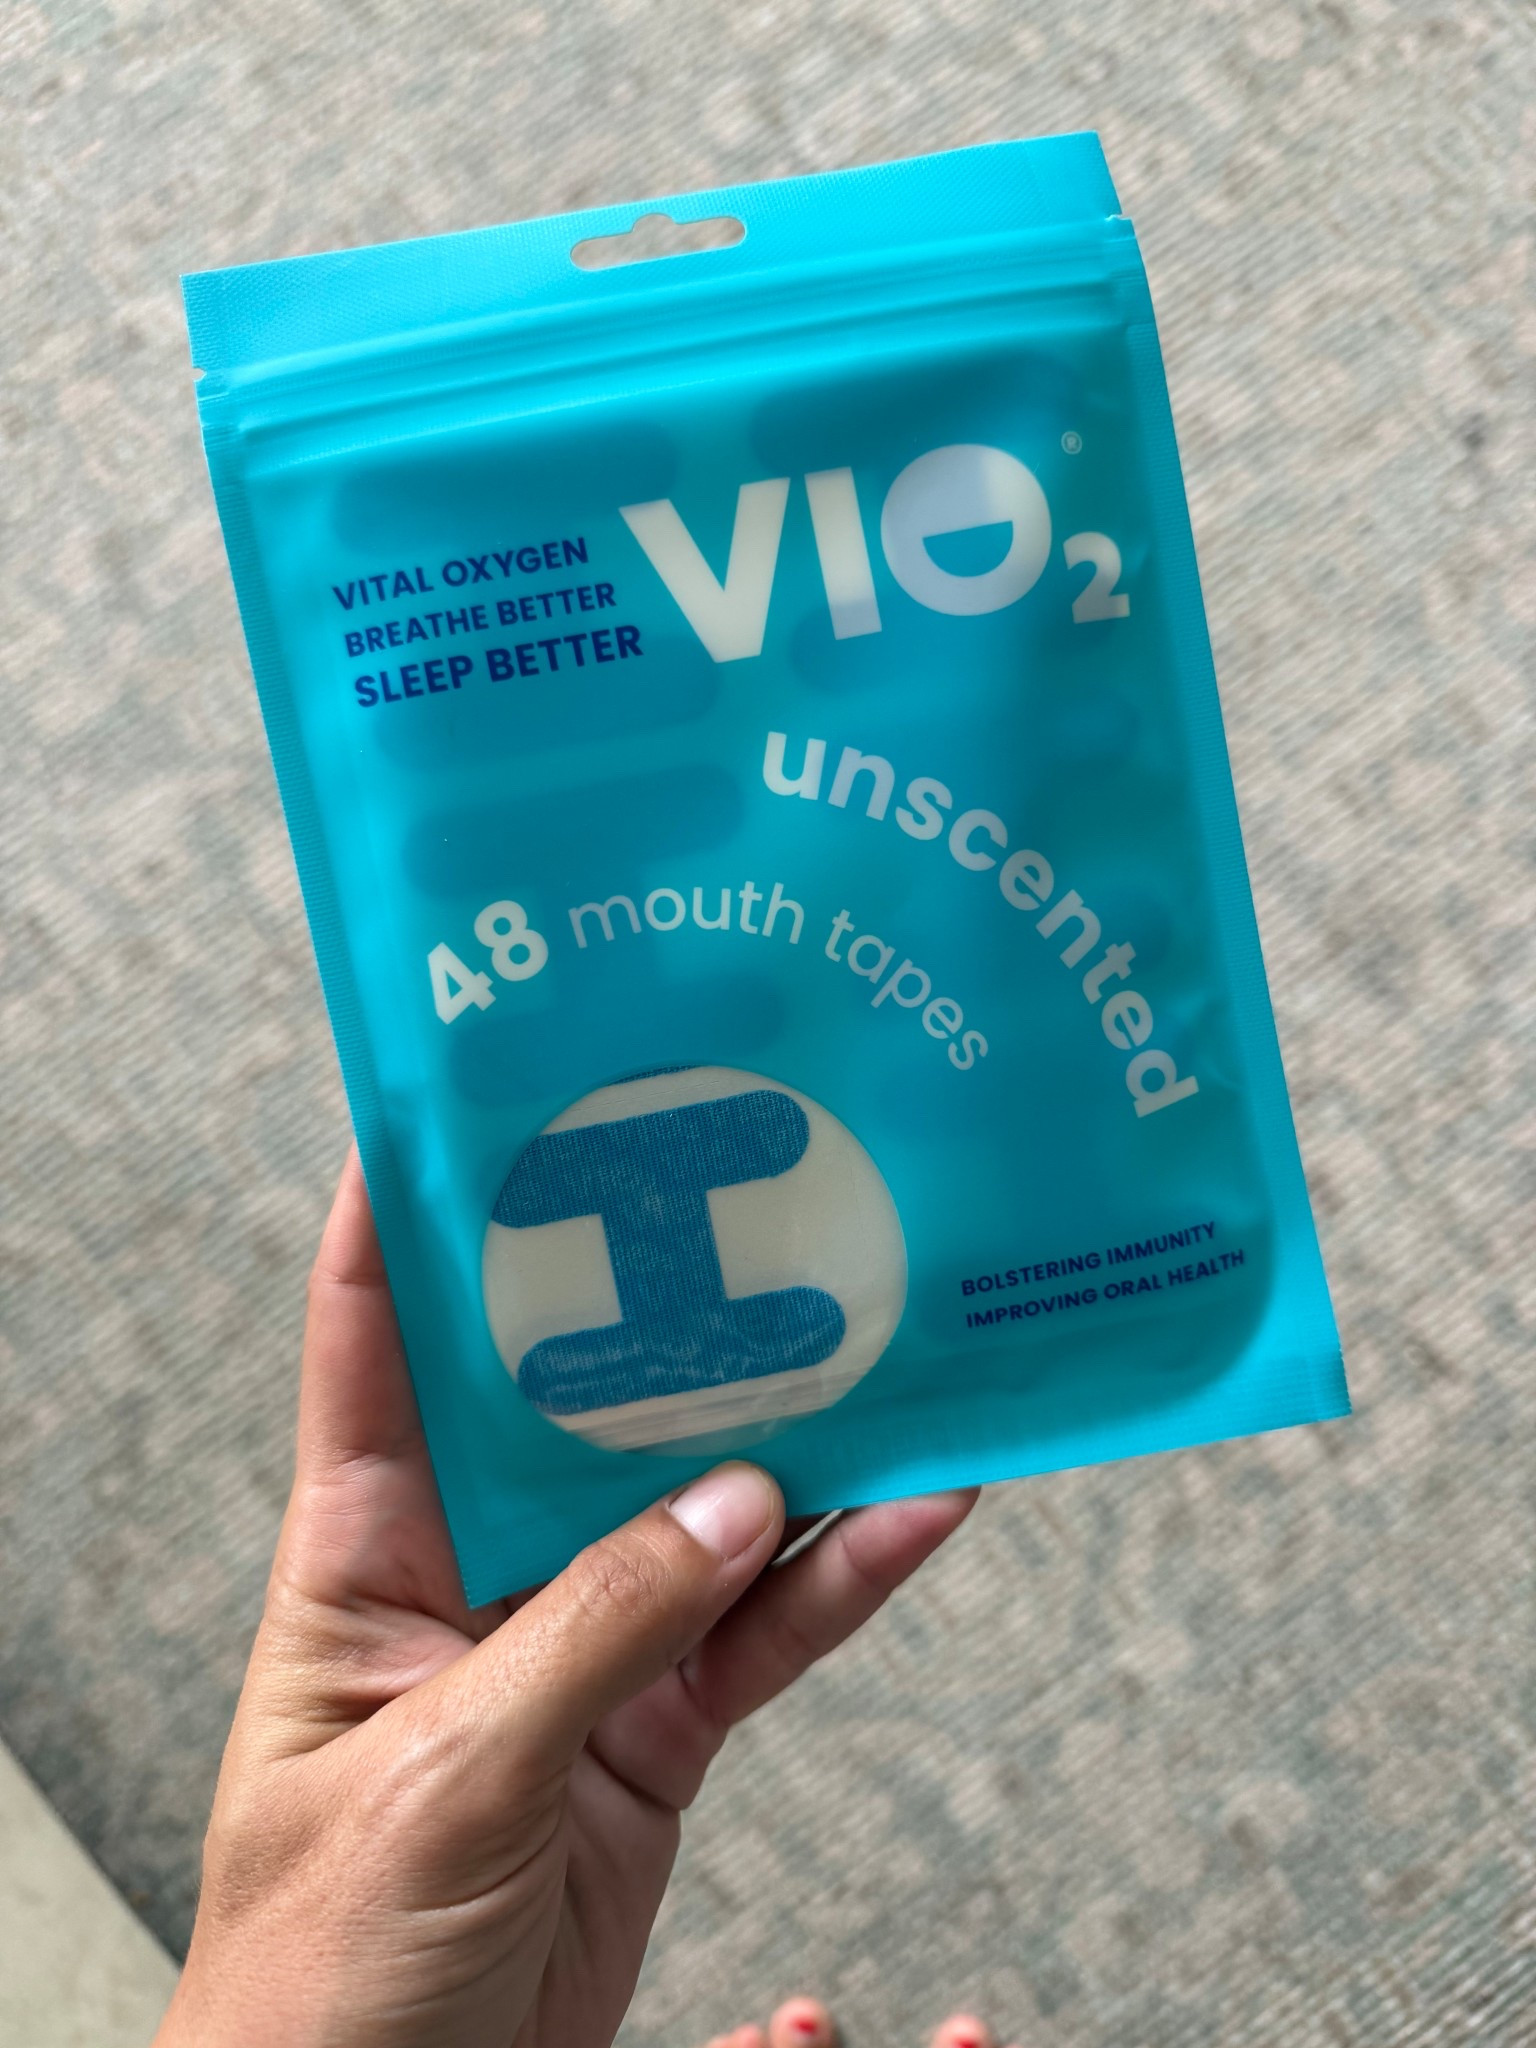 VIO2®
VITAL OXYGEN
BREATHE BETTER
SLEEP BETTER
unscented
48 mouth tapes
BOLSTERING IMMUNITY
IMPROVING ORAL HEALTH